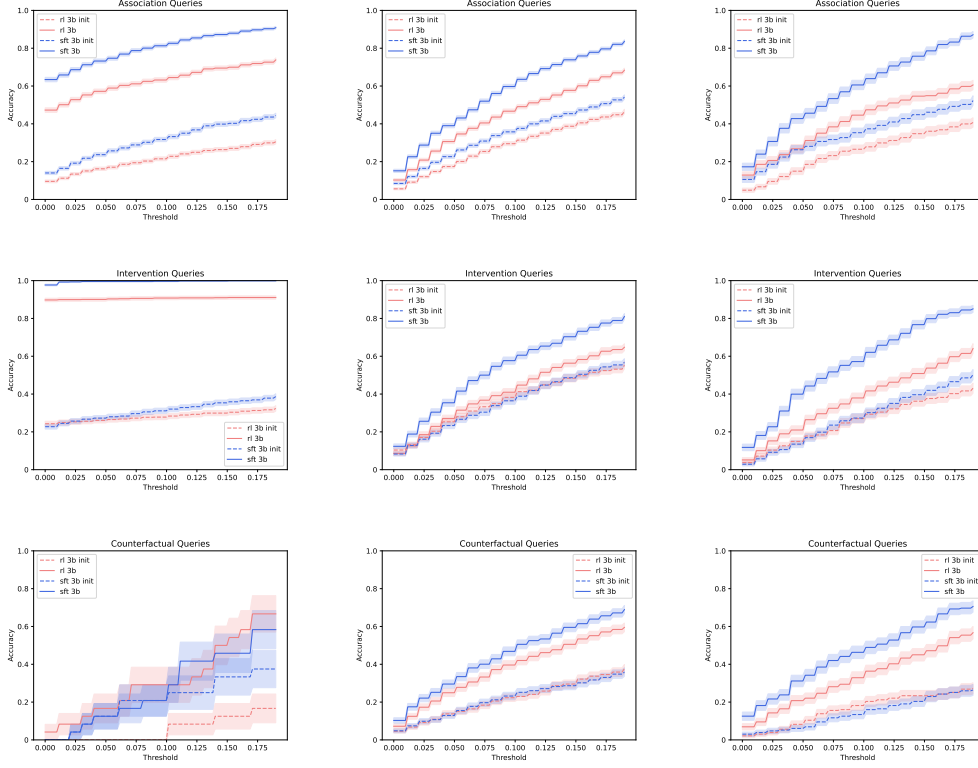 Association Queries
1.0
0.8
0.6
0.4
0.2
0
Accuracy
rl 3b init
rl 3b
sft 3b init
sft 3b
0.000 0.025 0.050 0.075 0.100 0.125 0.150 0.175
Threshold
Association Queries
1.0
0.8
0.6
0.4
0.2
0
Accuracy
rl 3b init
rl 3b
sft 3b init
sft 3b
0.000 0.025 0.050 0.075 0.100 0.125 0.150 0.175
Threshold
Association Queries
1.0
0.8
0.6
0.4
0.2
0
Accuracy
rl 3b init
rl 3b
sft 3b init
sft 3b
0.000 0.025 0.050 0.075 0.100 0.125 0.150 0.175
Threshold
Intervention Queries
1.0
0.8
0.6
0.4
0.2
0
Accuracy
rl 3b init
rl 3b
sft 3b init
sft 3b
0.000 0.025 0.050 0.075 0.100 0.125 0.150 0.175
Threshold
Intervention Queries
1.0
0.8
0.6
0.4
0.2
0
Accuracy
rl 3b init
rl 3b
sft 3b init
sft 3b
0.000 0.025 0.050 0.075 0.100 0.125 0.150 0.175
Threshold
Intervention Queries
1.0
0.8
0.6
0.4
0.2
0
Accuracy
rl 3b init
rl 3b
sft 3b init
sft 3b
0.000 0.025 0.050 0.075 0.100 0.125 0.150 0.175
Threshold
Counterfactual Queries
1.0
0.8
0.6
0.4
0.2
0
Accuracy
rl 3b init
rl 3b
sft 3b init
sft 3b
0.000 0.025 0.050 0.075 0.100 0.125 0.150 0.175
Threshold
Counterfactual Queries
1.0
0.8
0.6
0.4
0.2
0
Accuracy
rl 3b init
rl 3b
sft 3b init
sft 3b
0.000 0.025 0.050 0.075 0.100 0.125 0.150 0.175
Threshold
Counterfactual Queries
1.0
0.8
0.6
0.4
0.2
0
Accuracy
rl 3b init
rl 3b
sft 3b init
sft 3b
0.000 0.025 0.050 0.075 0.100 0.125 0.150 0.175
Threshold